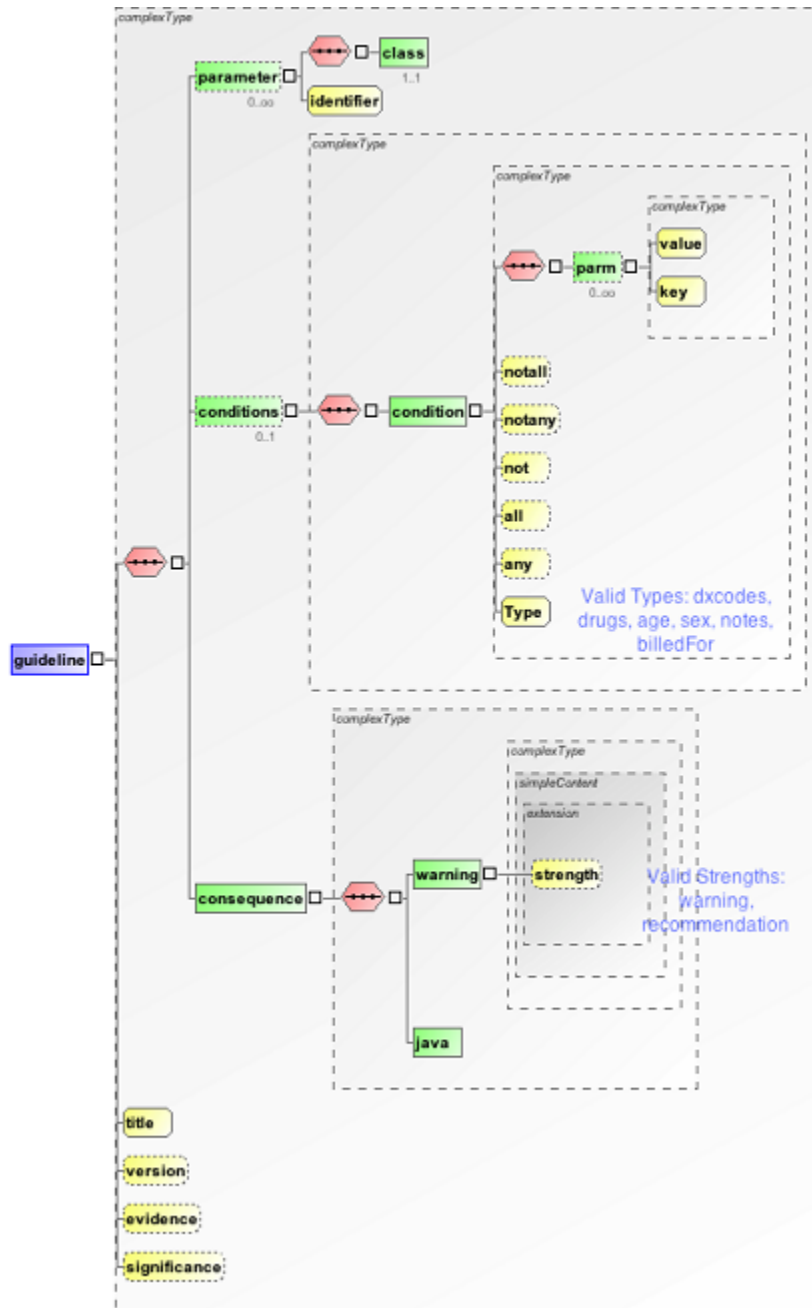 complexType
class
parameter
1..1
0..∞
identifier
complexType
complexType
complexType
value
parm
key
0..∞
notall
conditions
condition
notany
0..1
not
all
any
Type
Valid Types: dxcodes,
drugs, age, sex, notes,
billedFor
guideline
complexType
complexType
simpleContent
extension
warning
strength
Valid Strengths:
warning,
recommendation
consequence
java
title
version
evidence
significance